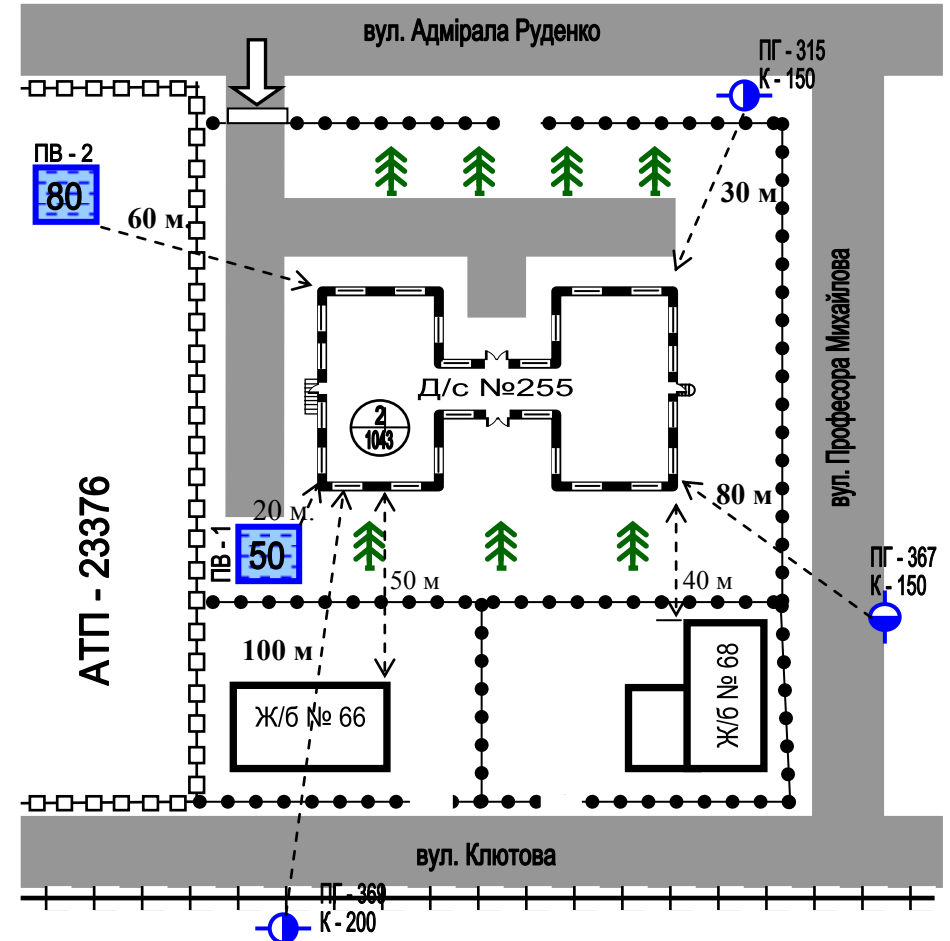 вул. Адмірала Руденко
ПГ - 315
К - 150
ПВ - 2
80
60 м.
30 м
вул. Професора Михайлова
Д/с №255
2
1043
80 м
АТП - 23376
20 м.
ПВ - 1
50
50 м
40 м
ПГ - 367
К - 150
100 м
Ж/б № 66
Ж/б № 68
вул. Клютова
ПГ - 369
К - 200